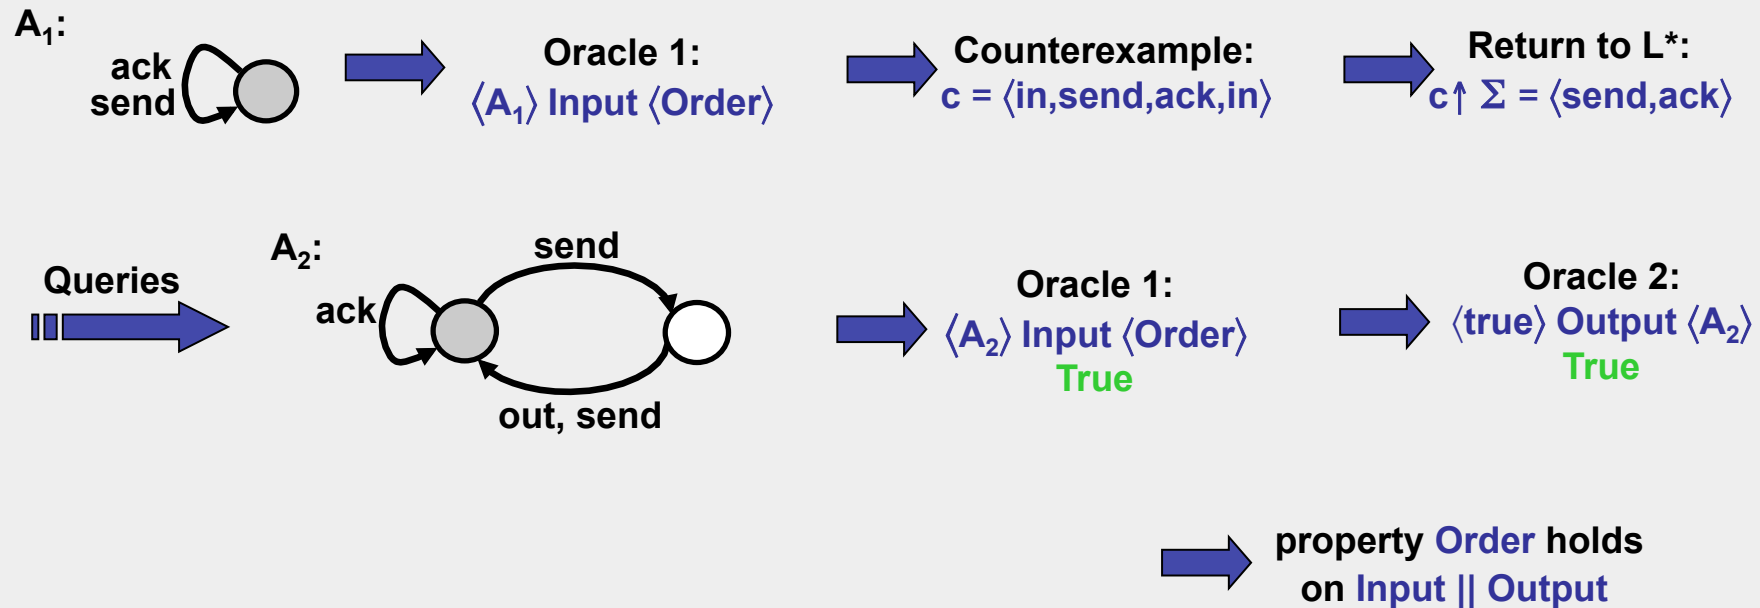 A₁:
ack
send
Oracle 1:
⟨A₁⟩ Input ⟨Order⟩
Counterexample:
c = ⟨in,send,ack,in⟩
Return to L*:
c↑ Σ = ⟨send,ack⟩
Queries
A₂:
send
ack
out, send
Oracle 1:
⟨A₂⟩ Input ⟨Order⟩
True
Oracle 2:
⟨true⟩ Output ⟨A₂⟩
True
property Order holds
on Input || Output